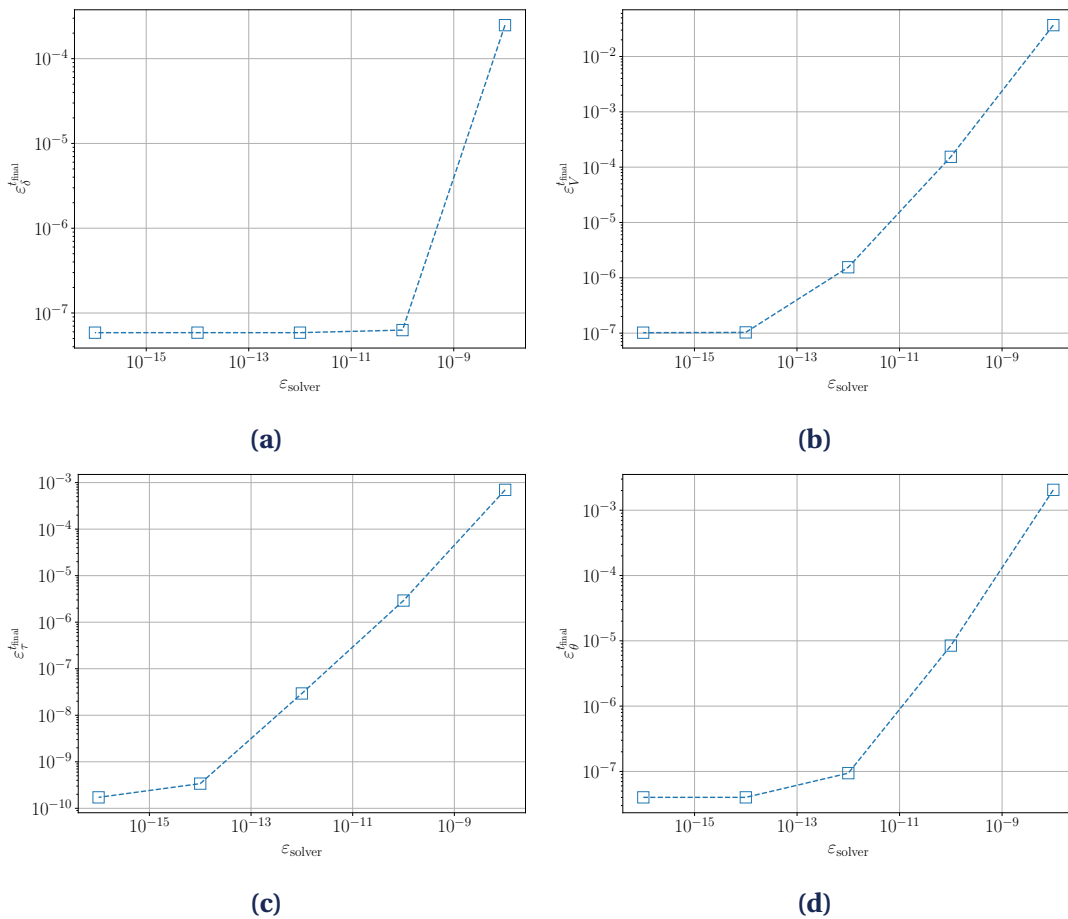 10⁻⁴
10⁻⁵
10⁻⁶
10⁻⁷
ε_δ^{t_final}
10⁻¹⁵ 10⁻¹³ 10⁻¹¹ 10⁻⁹
ε_solver
(a)
10⁻²
10⁻³
10⁻⁴
10⁻⁵
10⁻⁶
10⁻⁷
ε_V^{t_final}
10⁻¹⁵ 10⁻¹³ 10⁻¹¹ 10⁻⁹
ε_solver
(b)
10⁻³
10⁻⁴
10⁻⁵
10⁻⁶
10⁻⁷
10⁻⁸
10⁻⁹
10⁻¹⁰
ε_τ^{t_final}
10⁻¹⁵ 10⁻¹³ 10⁻¹¹ 10⁻⁹
ε_solver
(c)
10⁻³
10⁻⁴
10⁻⁵
10⁻⁶
10⁻⁷
ε_θ^{t_final}
10⁻¹⁵ 10⁻¹³ 10⁻¹¹ 10⁻⁹
ε_solver
(d)